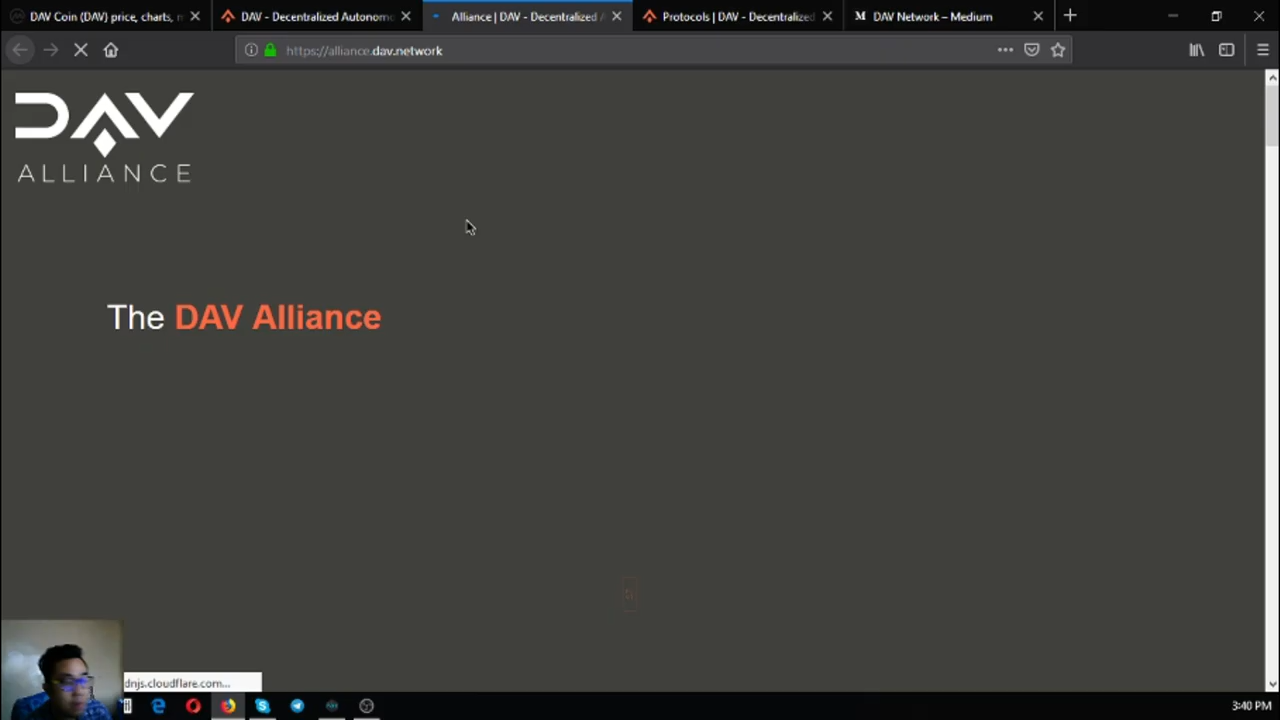 DAV Coin (DAV) price, charts,
DAV - Decentralized Autonomo
Alliance | DAV - Decentralized A
Protocols | DAV - Decentralized
M DAV Network – Medium
https://alliance.dav.network
DAV
ALLIANCE
The DAV Alliance
dnjs.cloudflare.com...
3:40 PM